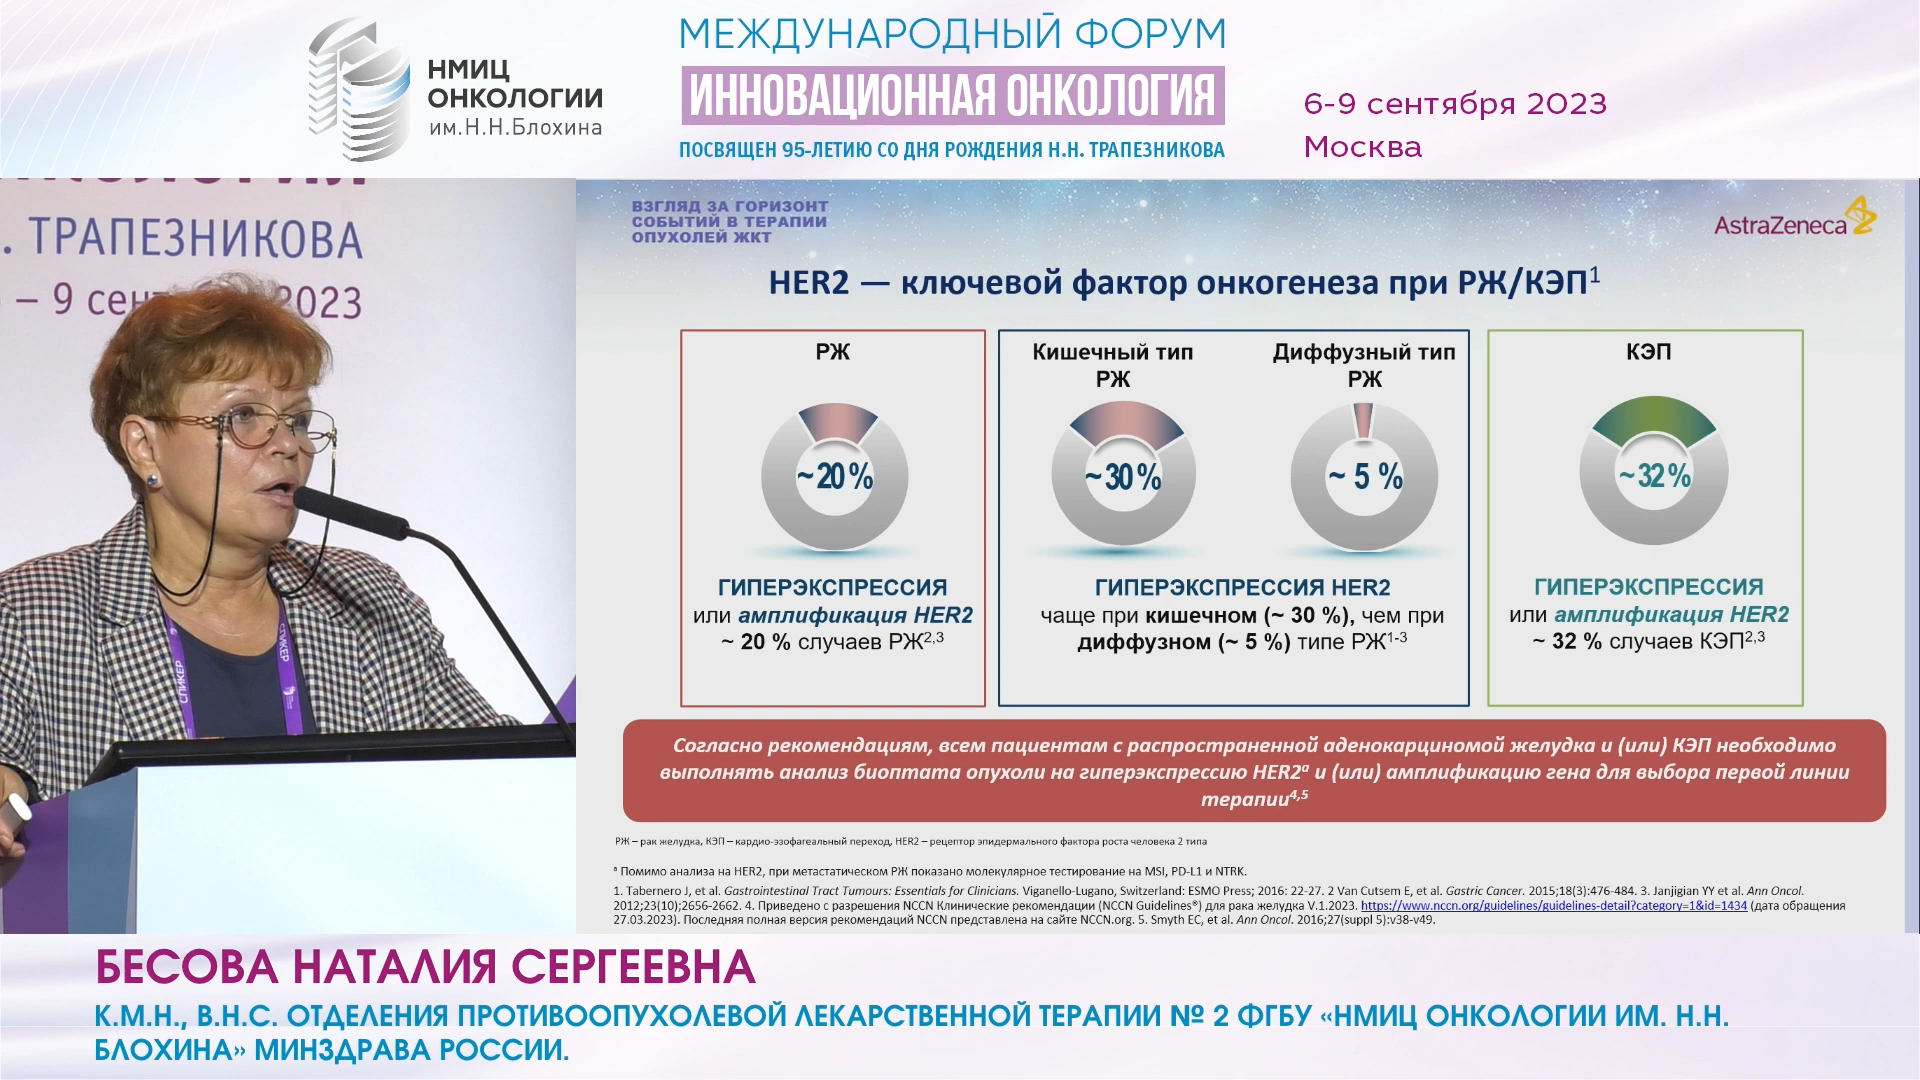 НМИЦ
ОНКОЛОГИИ
им.Н.Н.Блохина
МЕЖДУНАРОДНЫЙ ФОРУМ
ИННОВАЦИОННАЯ ОНКОЛОГИЯ
ПОСВЯЩЕН 95-ЛЕТИЮ СО ДНЯ РОЖДЕНИЯ Н.Н. ТРАПЕЗНИКОВА
6-9 сентября 2023
Москва
. ТРАПЕЗНИКОВА
– 9 сен 2023
СПИКЕР
СПИКЕР
ВЗГЛЯД ЗА ГОРИЗОНТ
СОБЫТИЙ В ТЕРАПИИ
ОПУХОЛЕЙ ЖКТ
AstraZeneca
HER2 — ключевой фактор онкогенеза при РЖ/КЭП1
РЖ
~20%
ГИПЕРЭКСПРЕССИЯ
или амплификация HER2
~ 20 % случаев РЖ2,3
Кишечный тип
РЖ
Диффузный тип
РЖ
~30%
~ 5 %
ГИПЕРЭКСПРЕССИЯ HER2
чаще при кишечном (~ 30 %), чем при
диффузном (~ 5 %) типе РЖ1-3
КЭП
~32%
ГИПЕРЭКСПРЕССИЯ
или амплификация HER2
~ 32 % случаев КЭП2,3
Согласно рекомендациям, всем пациентам с распространенной аденокарциномой желудка и (или) КЭП необходимо
выполнять анализ биоптата опухоли на гиперэкспрессию HER2а и (или) амплификацию гена для выбора первой линии
терапии4,5
РЖ – рак желудка, КЭП – кардио-эзофагеальный переход, HER2 – рецептор эпидермального фактора роста человека 2 типа
а Помимо анализа на HER2, при метастатическом РЖ показано молекулярное тестирование на MSI, PD-L1 и NTRK.
1. Tabernero J, et al. Gastrointestinal Tract Tumours: Essentials for Clinicians. Viganello-Lugano, Switzerland: ESMO Press; 2016: 22-27. 2 Van Cutsem E, et al. Gastric Cancer. 2015;18(3):476-484. 3. Janjigian YY et al. Ann Oncol.
2012;23(10);2656-2662. 4. Приведено с разрешения NCCN Клинические рекомендации (NCCN Guidelines®) для рака желудка V.1.2023. https://www.nccn.org/guidelines/guidelines-detail?category=1&id=1434 (дата обращения
27.03.2023). Последняя полная версия рекомендаций NCCN представлена на сайте NCCN.org. 5. Smyth EC, et al. Ann Oncol. 2016;27(suppl 5):v38-v49.
БЕСОВА НАТАЛИЯ СЕРГЕЕВНА
К.М.Н., В.Н.С. ОТДЕЛЕНИЯ ПРОТИВООПУХОЛЕВОЙ ЛЕКАРСТВЕННОЙ ТЕРАПИИ № 2 ФГБУ «НМИЦ ОНКОЛОГИИ ИМ. Н.Н.
БЛОХИНА» МИНЗДРАВА РОССИИ.